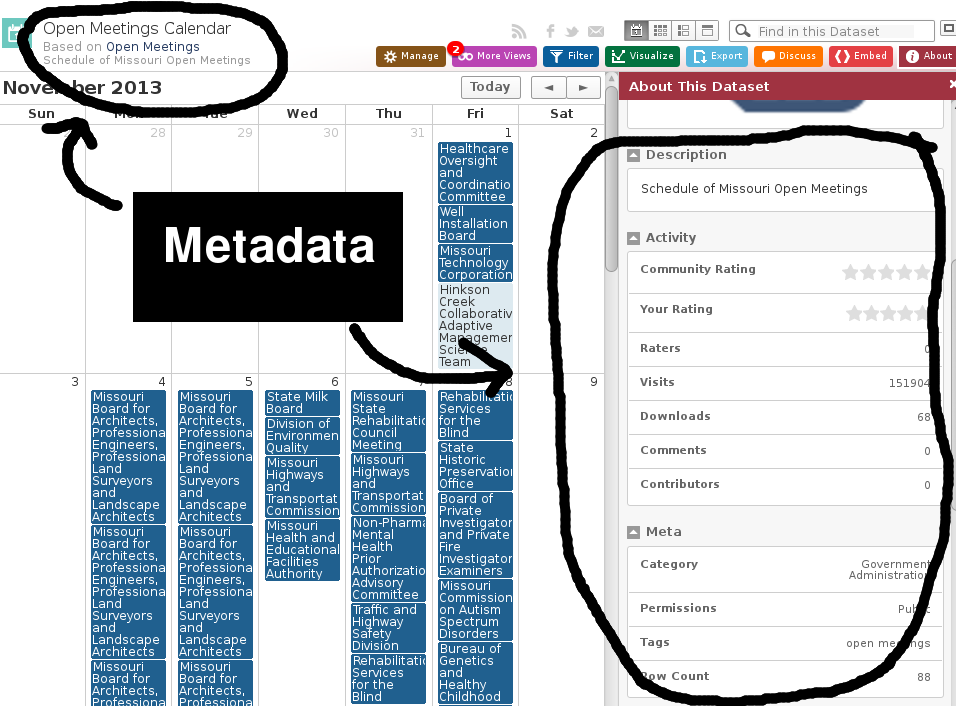 Open Meetings Calendar
Based on Open Meetings
Schedule of Missouri Open Meetings
Find in this Dataset
Manage
2
More Views
Filter
Visualize
Export
Discuss
Embed
About
November 2013
Today
Sun Mon Tue Wed Thu Fri Sat
28 29 30 31 1 2
Healthcare
Oversight
and
Coordinatio
Committee
Well
Installation
Board
Missouri
Technology
Corporation
Hinkson
Creek
Collaborativ
Adaptive
Managemen
Science
Team
Metadata
3 4 5 6 7 8 9
Missouri
Board for
Architects,
Professiona
Engineers,
Professiona
Land
Surveyors
and
Landscape
Architects
Missouri
Board for
Architects,
Professiona
Engineers,
Professiona
Land
Surveyors
and
Landscape
Architects
Missouri
Board for
Architects,
Professiona
Missouri
Board for
Architects,
Professiona
Engineers,
Professiona
Land
Surveyors
and
Landscape
Architects
Missouri
Board for
Architects,
Professiona
Engineers,
Professiona
Land
Surveyors
and
Landscape
Architects
Missouri
Board for
Architects,
Professiona
State Milk
Board
Division of
Environmen
Quality
Missouri
Highways
and
Transportat
Commission
Missouri
Health and
Educational
Facilities
Authority
Missouri
State
Rehabilitatic
Council
Meeting
Missouri
Highways
and
Transportat
Commission
Non-Pharma
Mental
Health
Prior
Authorizatio
Advisory
Committee
Traffic and
Highway
Safety
Division
Rehabilitatic
Services
for the
Blind
Rehabilitatic
Services
for the
Blind
State
Historic
Preservation
Office
Board of
Private
Investigator
and Private
Fire
Investigator
Examiners
Missouri
Commission
on Autism
Spectrum
Disorders
Bureau of
Genetics
and
Healthy
Childhood
About This Dataset
Description
Schedule of Missouri Open Meetings
Activity
Community Rating
Your Rating
Raters 0
Visits 151904
Downloads 68
Comments 0
Contributors 0
Meta
Category Government
Administration
Permissions Public
Tags open meetings
Row Count 88